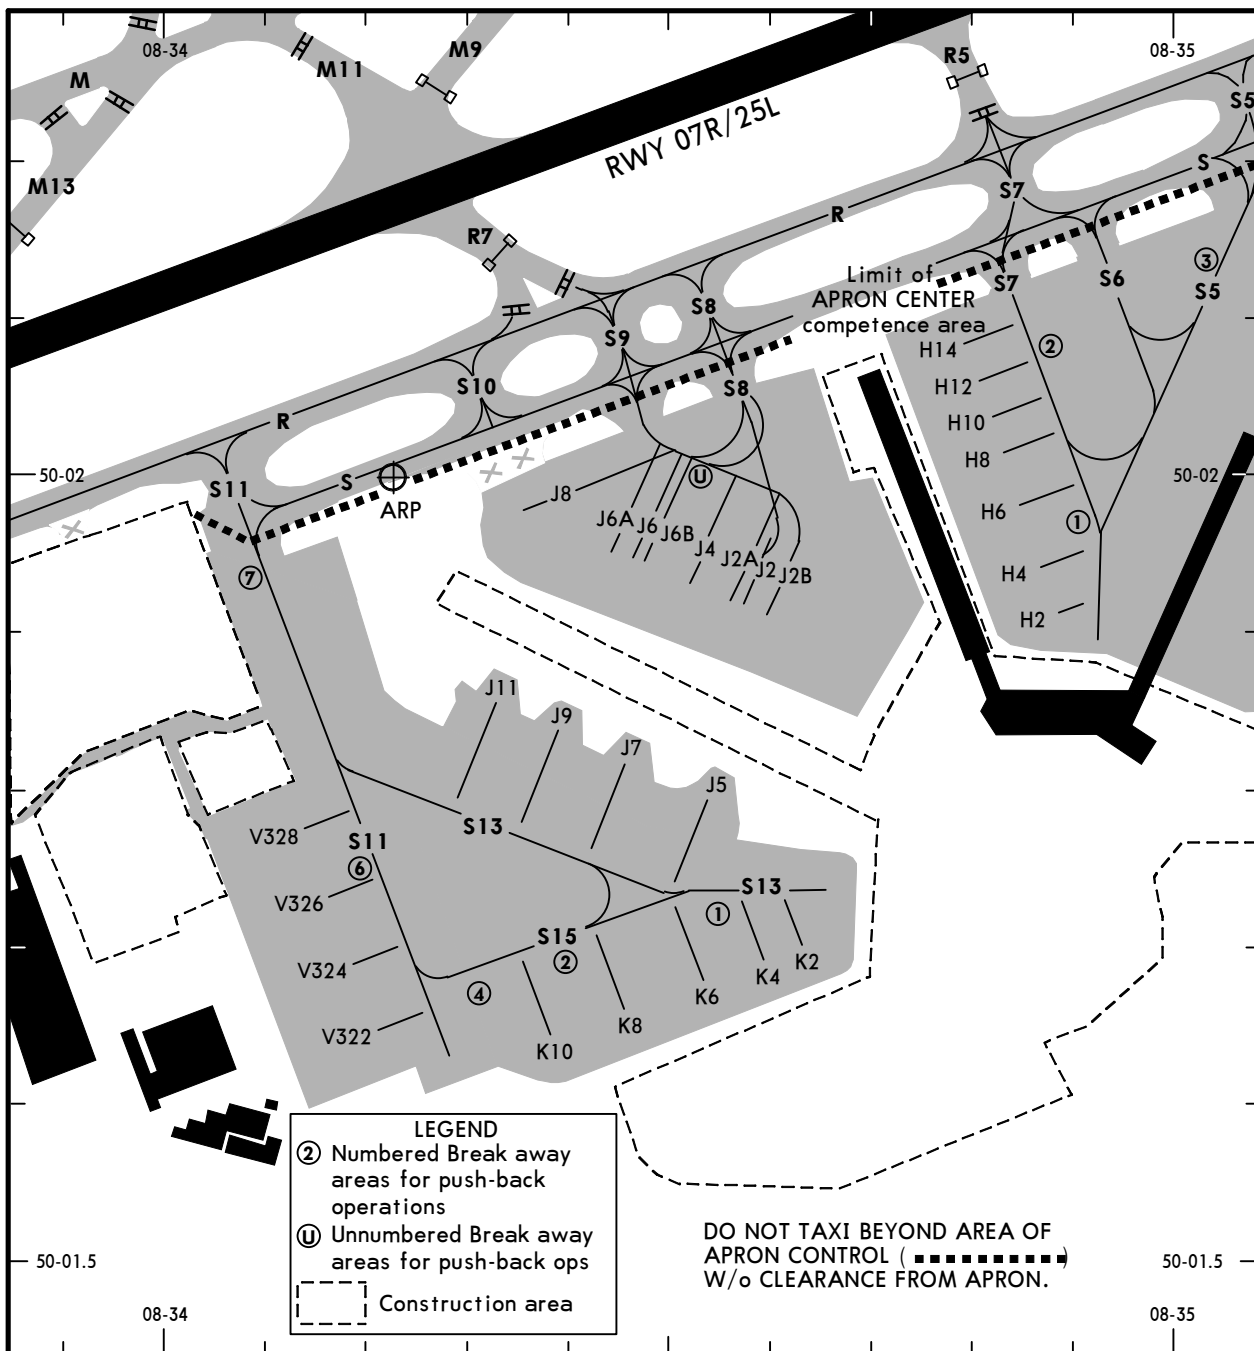 08-34
08-35
M9
R5
M11
M
S5
RWY 07R/25L
M13
S
S7
R
R7
Limit of
APRON CENTER
competence area
S7
S6
3
S5
S8
S9
H14
2
H12
S10
S8
H10
R
H8
50-02
S11
S
U
50-02
ARP
J8
H6
1
J6A
J6
J6B
J4
J2A
J2
J2B
H4
7
H2
J11
J9
J7
J5
V328
S11
S13
6
V326
S13
1
S15
2
V324
K2
K4
K6
4
V322
K8
K10
LEGEND
2 Numbered Break away
areas for push-back
operations
U Unnumbered Break away
areas for push-back ops
Construction area
DO NOT TAXI BEYOND AREA OF
APRON CONTROL ( )
W/o CLEARANCE FROM APRON.
50-01.5
50-01.5
08-34
08-35